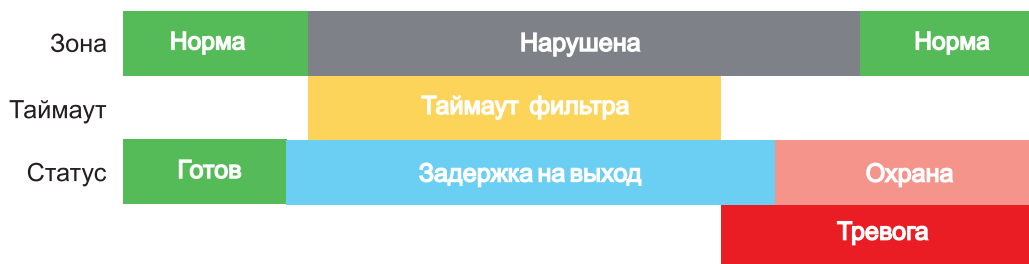 Зона Норма Нарушена Норма
Таймаут Таймаут фильтра
Статус Готов Задержка на выход Охрана
Тревога